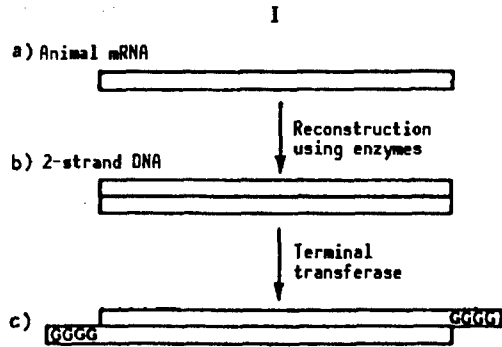 I
a) Animal mRNA
Reconstruction
using enzymes
b) 2-strand DNA
Terminal
transferase
c)
GGGG
GGGG